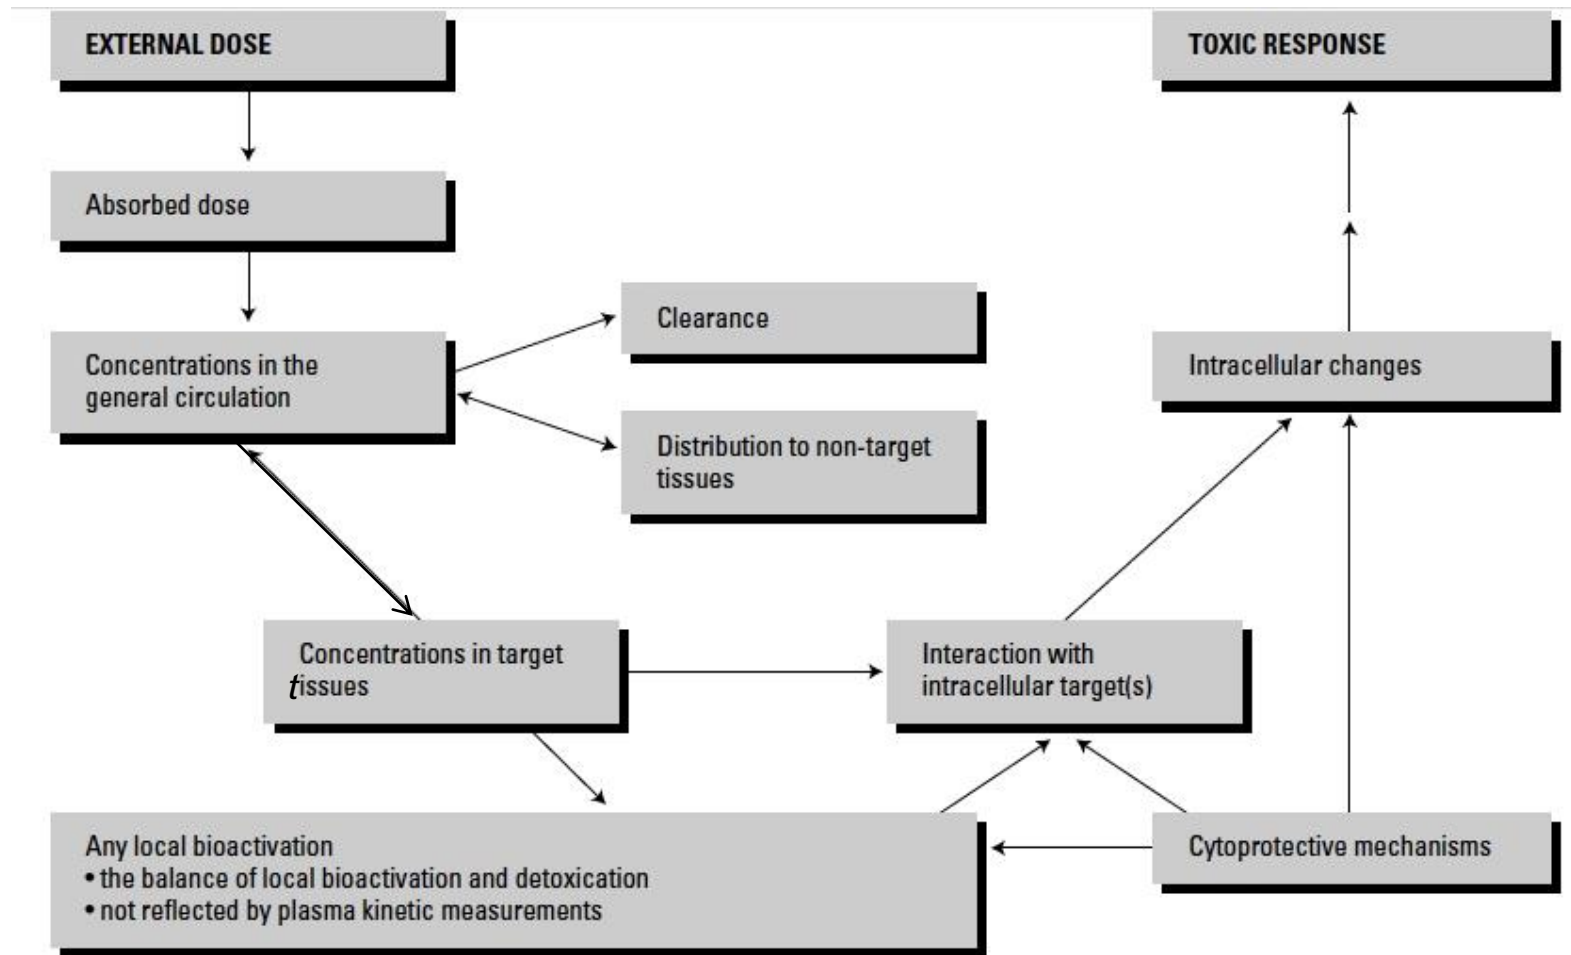 EXTERNAL DOSE
TOXIC RESPONSE
Absorbed dose
Clearance
Concentrations in the
general circulation
Intracellular changes
Distribution to non-target
tissues
Concentrations in target
tissues
Interaction with
intracellular target(s)
Any local bioactivation
• the balance of local bioactivation and detoxication
• not reflected by plasma kinetic measurements
Cytoprotective mechanisms